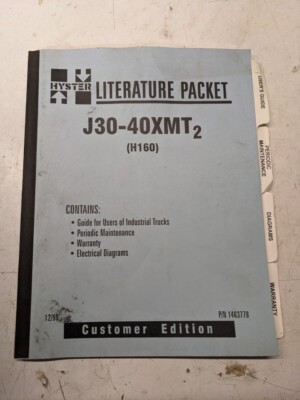 HYSTER
LITERATURE PACKET
J30-40XMT2
(H160)
CONTAINS:
• Guide for Users of Industrial Trucks
• Periodic Maintenance
• Warranty
• Electrical Diagrams
P/N 1463778
Customer Edition
USER'S GUIDE
PERIODIC
MAINTENANCE
DIAGRAMS
WARRANTY